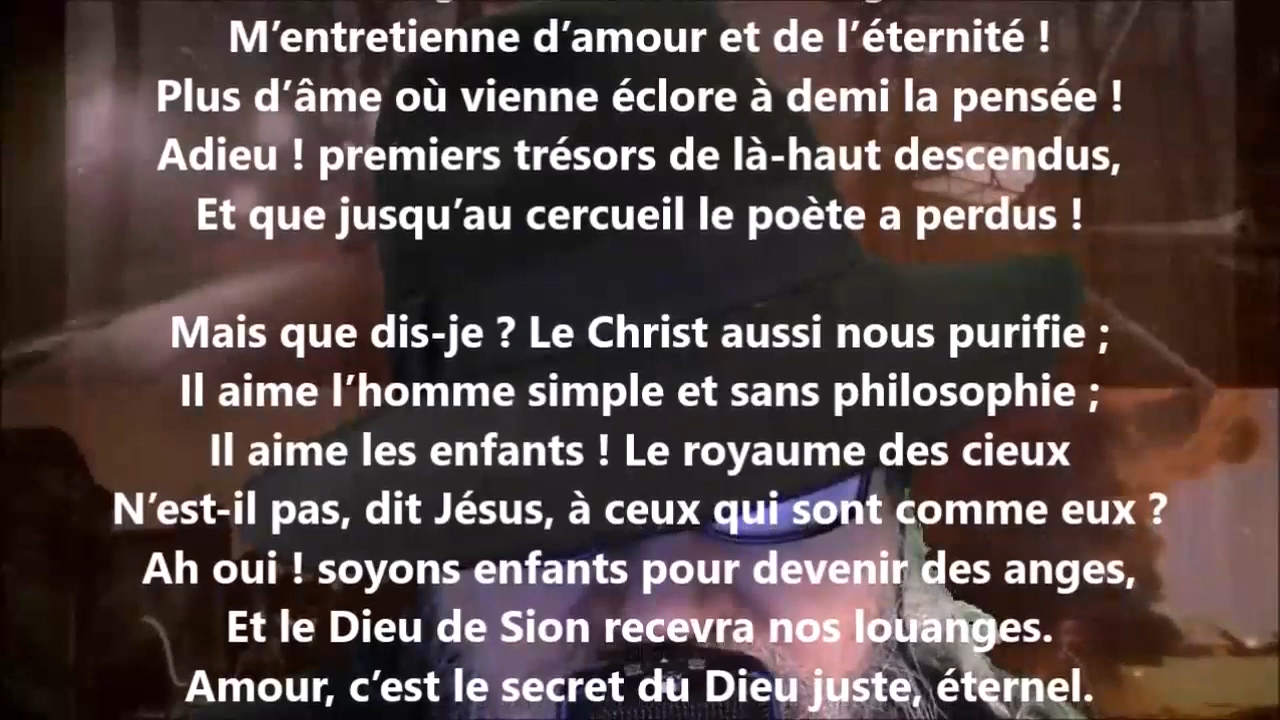 M’entretienne d’amour et de l’éternité !
Plus d’âme où vienne éclore à demi la pensée !
Adieu ! premiers trésors de là-haut descendus,
Et que jusqu’au cercueil le poète a perdus !
Mais que dis-je ? Le Christ aussi nous purifie ;
Il aime l’homme simple et sans philosophie ;
Il aime les enfants ! Le royaume des cieux
N’est-il pas, dit Jésus, à ceux qui sont comme eux ?
Ah oui ! soyons enfants pour devenir des anges,
Et le Dieu de Sion recevra nos louanges.
Amour, c’est le secret du Dieu juste, éternel.